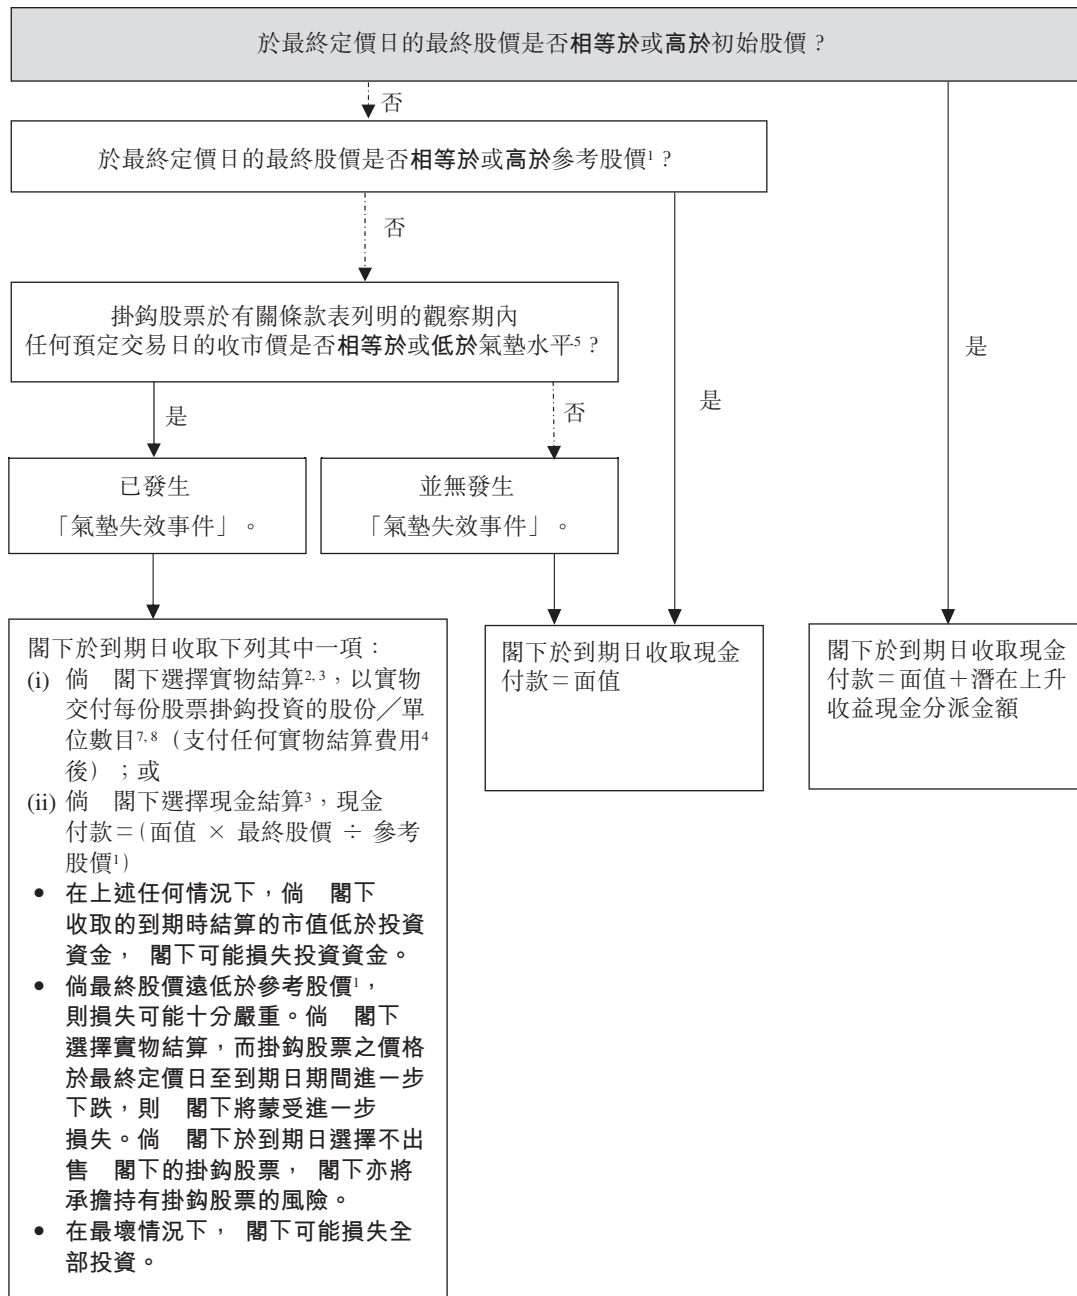 於最終定價日的最終股價是否相等於或高於初始股價？
否
於最終定價日的最終股價是否相等於或高於參考股價1？
否
掛鈎股票於有關條款表列明的觀察期內
任何預定交易日的收市價是否相等於或低於氣墊水平5？
是
是
是
否
已發生
「氣墊失效事件」。
並無發生
「氣墊失效事件」。
閣下於到期日收取下列其中一項：
(i) 倘　閣下選擇實物結算2,3，以實物
交付每份股票掛鈎投資的股份／單
位數目7,8（支付任何實物結算費用4
後）；或
(ii) 倘　閣下選擇現金結算3，現金
付款＝(面值 × 最終股價 ÷ 參考
股價1)
• 在上述任何情況下，倘　閣下
收取的到期時結算的市值低於投資
資金，　閣下可能損失投資資金。
• 倘最終股價遠低於參考股價1，
則損失可能十分嚴重。倘　閣下
選擇實物結算，而掛鈎股票之價格
於最終定價日至到期日期間進一步
下跌，則　閣下將蒙受進一步
損失。倘　閣下於到期日選擇不出
售　閣下的掛鈎股票，　閣下亦將
承擔持有掛鈎股票的風險。
• 在最壞情況下，　閣下可能損失全
部投資。
閣下於到期日收取現金
付款＝面值
閣下於到期日收取現金
付款＝面值＋潛在上升
收益現金分派金額